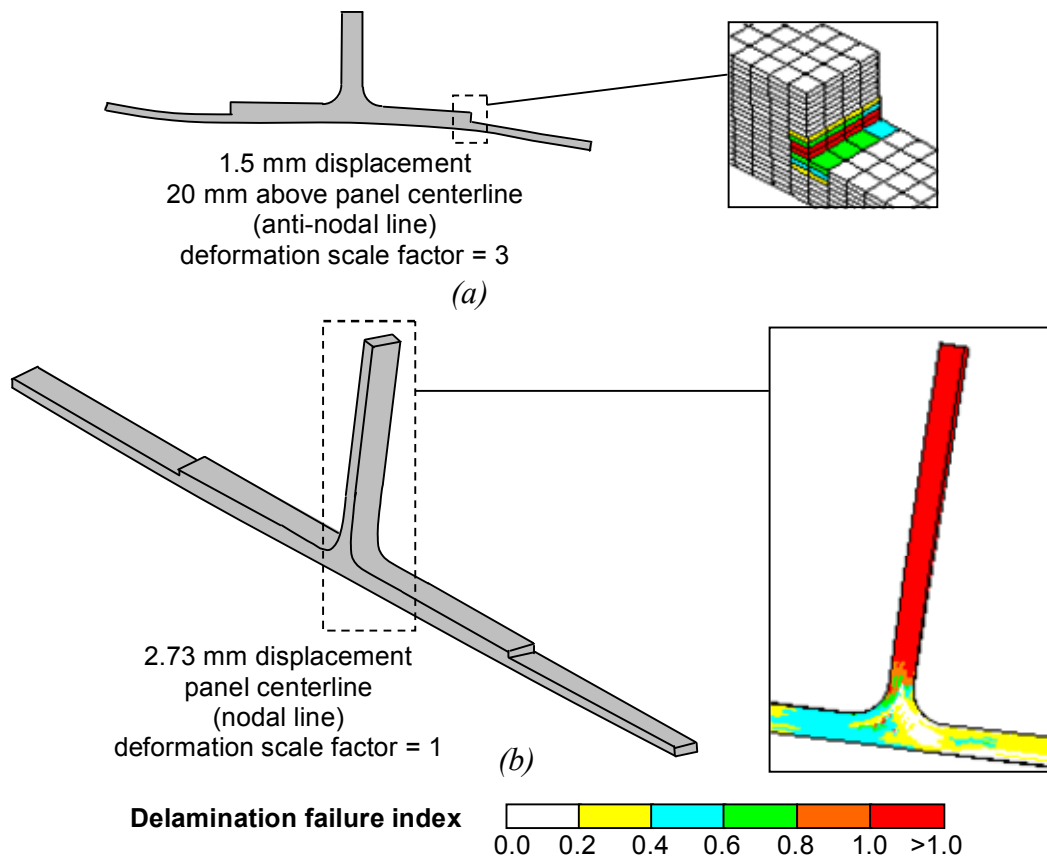 1.5 mm displacement
20 mm above panel centerline
(anti-nodal line)
deformation scale factor = 3
(a)
2.73 mm displacement
panel centerline
(nodal line)
deformation scale factor = 1
(b)
Delamination failure index
0.0 0.2 0.4 0.6 0.8 1.0 >1.0